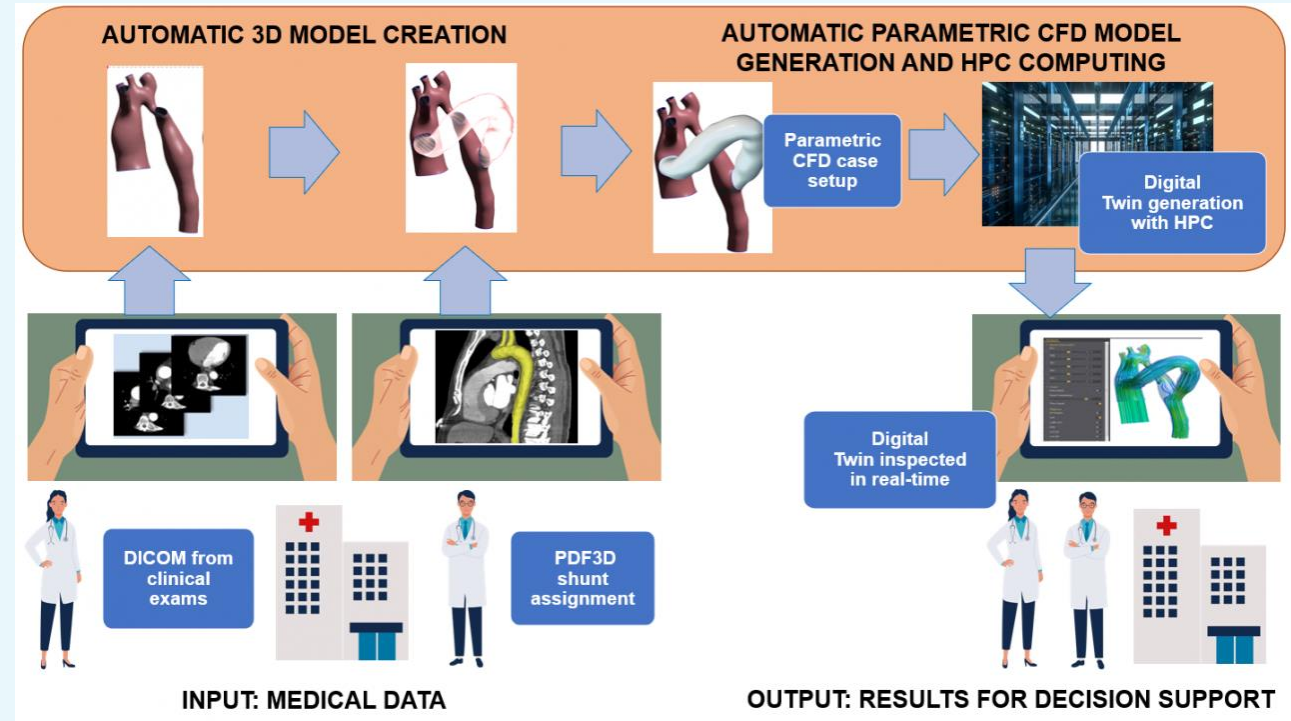 AUTOMATIC 3D MODEL CREATION
AUTOMATIC PARAMETRIC CFD MODEL
GENERATION AND HPC COMPUTING
Parametric
CFD case
setup
Digital
Twin generation
with HPC
DICOM from
clinical
exams
PDF3D
shunt
assignment
Digital
Twin inspected
in real-time
INPUT: MEDICAL DATA
OUTPUT: RESULTS FOR DECISION SUPPORT